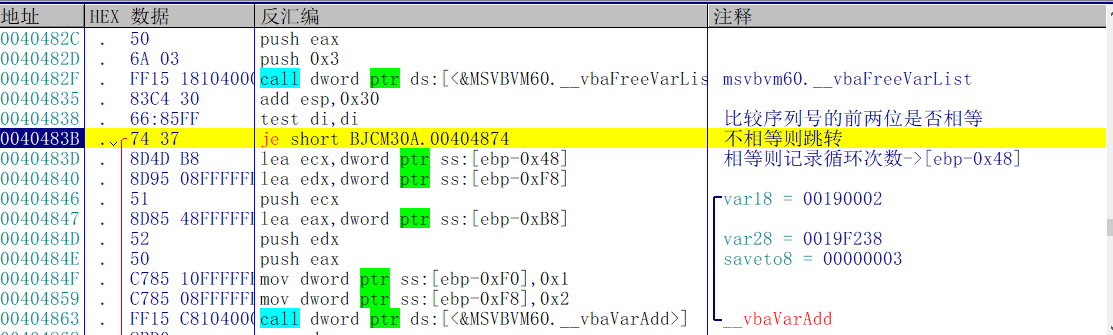 地址 HEX 数据 反汇编 注释
0040482C . 50 push eax
0040482D . 6A 03 push 0x3
0040482F . FF15 18104000 call dword ptr ds:[<&MSVBVM60.__vbaFreeVarLis msvbvm60.__vbaFreeVarList
00404835 . 83C4 30 add esp,0x30
00404838 . 66:85FF test di,di 比较序列号的前两位是否相等
0040483B . 74 37 je short BJCM30A.00404874 不相等则跳转
0040483D . 8D4D B8 lea ecx,dword ptr ss:[ebp-0x48] 相等则记录循环次数->[ebp-0x48]
00404840 . 8D95 08FFFFFF lea edx,dword ptr ss:[ebp-0xF8]
00404846 . 51 push ecx var18 = 00190002
00404847 . 8D85 48FFFFFF lea eax,dword ptr ss:[ebp-0xB8]
0040484D . 52 push edx var28 = 0019F238
0040484E . 50 push eax saveto8 = 00000003
0040484F . C785 10FFFFFF mov dword ptr ss:[ebp-0xF0],0x1
00404859 . C785 08FFFFFF mov dword ptr ss:[ebp-0xF8],0x2
00404863 . FF15 C8104000 call dword ptr ds:[<&MSVBVM60.__vbaVarAdd>] __vbaVarAdd